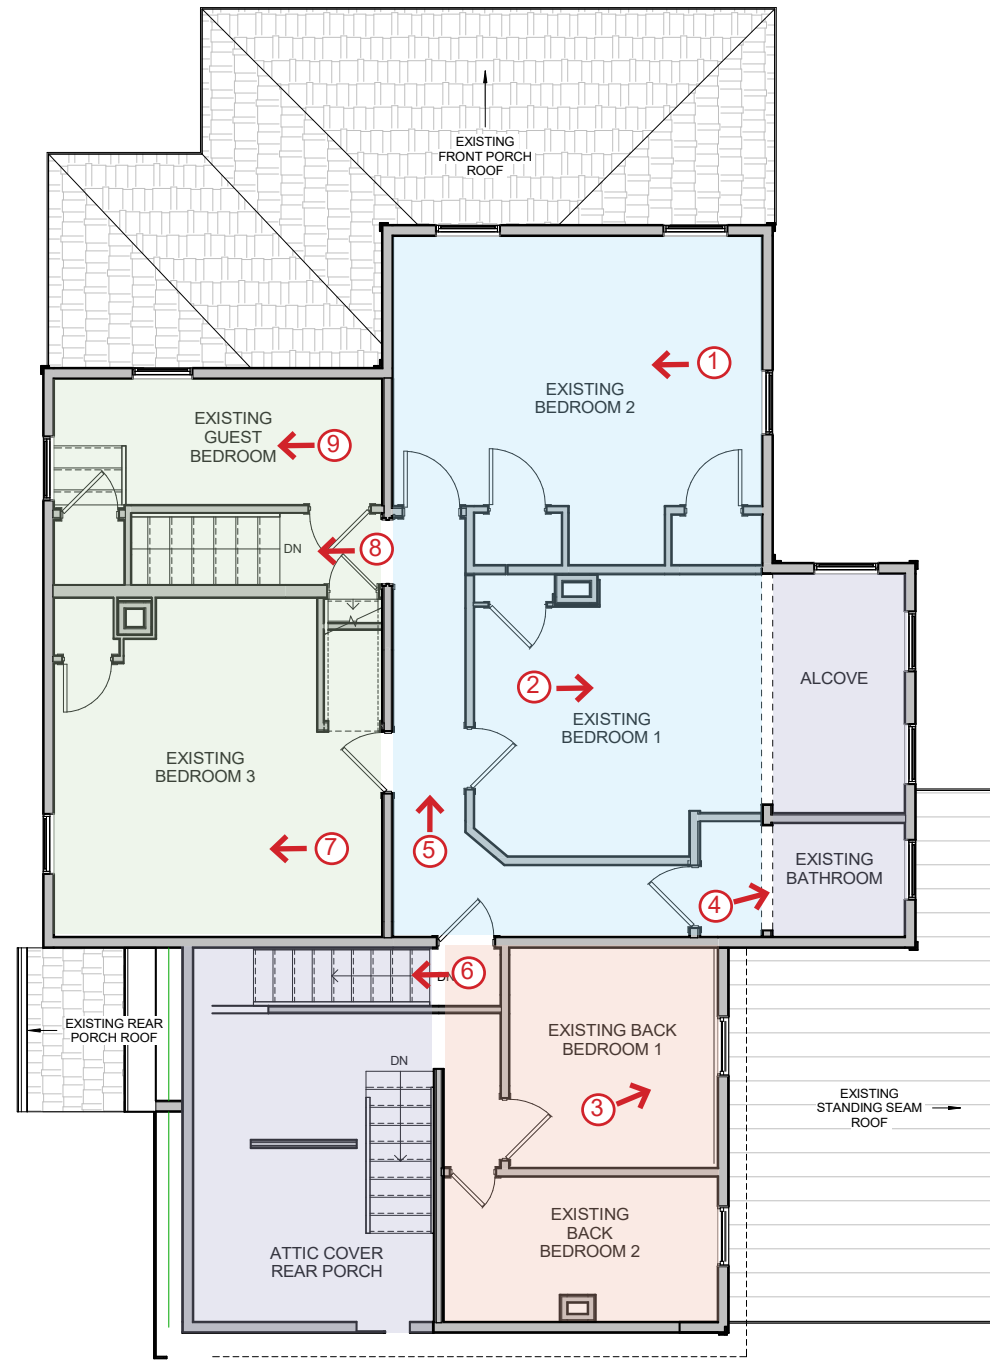 EXISTING
FRONT PORCH
ROOF
1
EXISTING
BEDROOM 2
EXISTING
GUEST
BEDROOM
9
8
DN
ALCOVE
2
EXISTING
BEDROOM 1
EXISTING
BEDROOM 3
7
5
EXISTING
BATHROOM
4
6
DN
EXISTING REAR
PORCH ROOF
EXISTING BACK
BEDROOM 1
DN
3
EXISTING
STANDING SEAM
ROOF
EXISTING
BACK
BEDROOM 2
ATTIC COVER
REAR PORCH